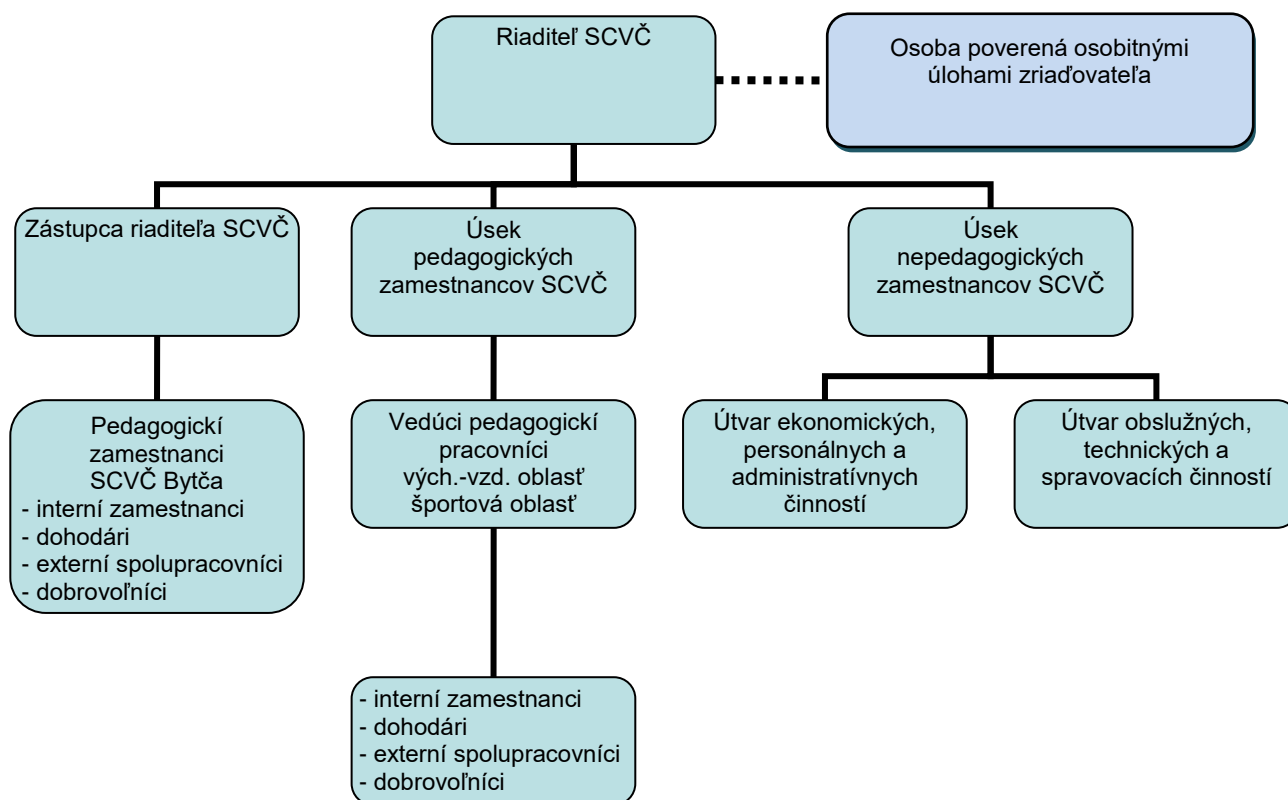 Riaditeľ SCVČ
Osoba poverená osobitnými
úlohami zriaďovateľa
Zástupca riaditeľa SCVČ
Úsek
pedagogických
zamestnancov SCVČ
Úsek
nepedagogických
zamestnancov SCVČ
Pedagogickí
zamestnanci
SCVČ Bytča
- interní zamestnanci
- dohodári
- externí spolupracovníci
- dobrovoľníci
Vedúci pedagogickí
pracovníci
vých.-vzd. oblasť
športová oblasť
Útvar ekonomických,
personálnych a
administratívnych
činností
Útvar obslužných,
technických a
spravovacích činností
- interní zamestnanci
- dohodári
- externí spolupracovníci
- dobrovoľníci